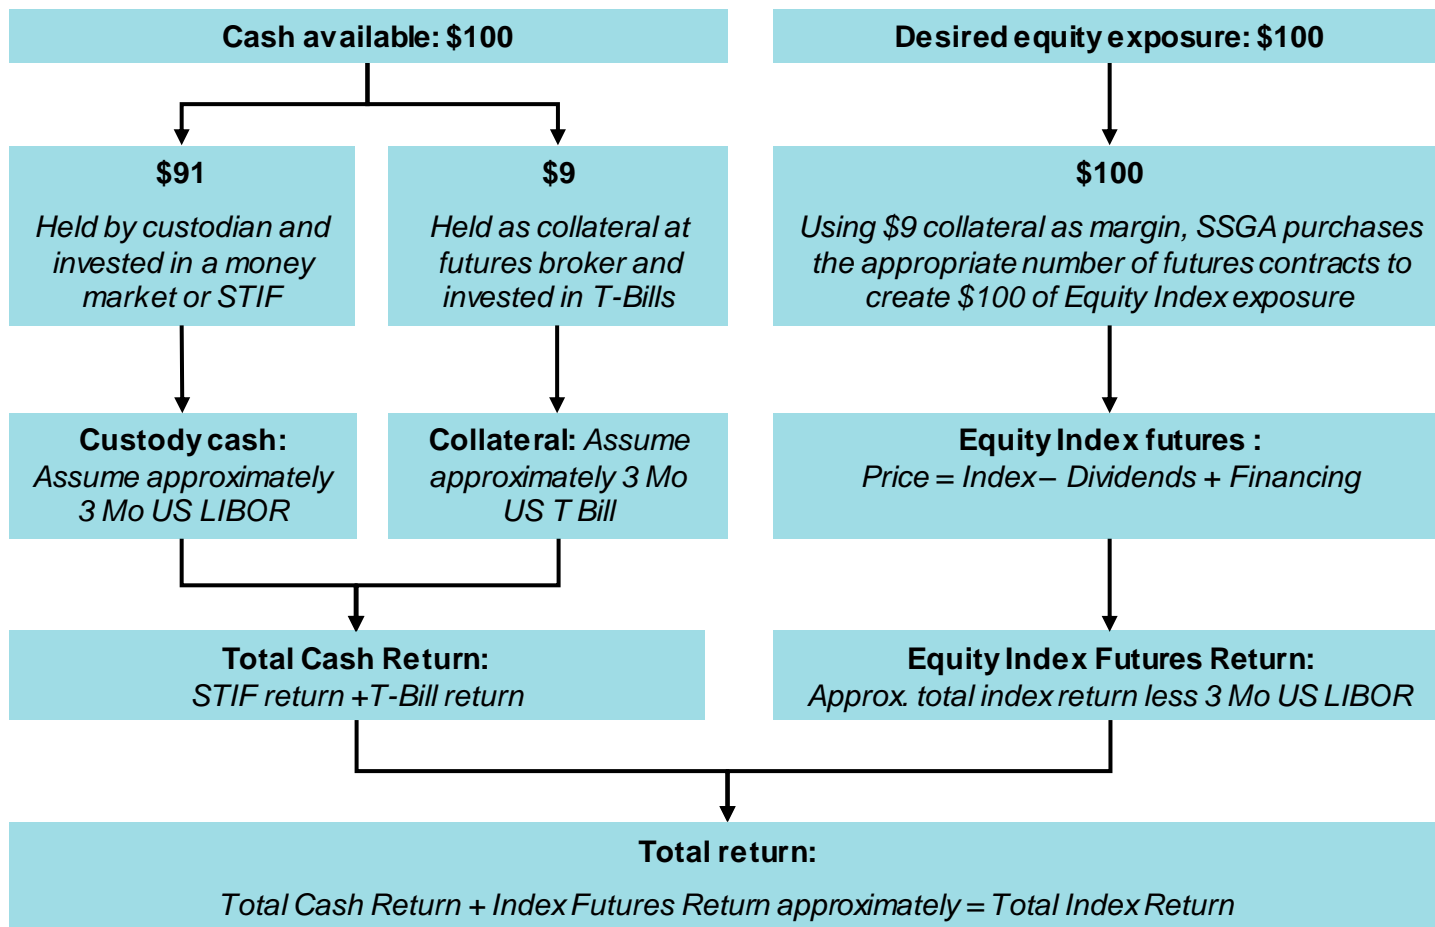 Cash available: $100
Desired equity exposure: $100
$91
Held by custodian and
invested in a money
market or STIF
$9
Held as collateral at
futures broker and
invested in T-Bills
$100
Using $9 collateral as margin, SSGA purchases
the appropriate number of futures contracts to
create $100 of Equity Index exposure
Custody cash:
Assume approximately
3 Mo US LIBOR
Collateral: Assume
approximately 3 Mo
US T Bill
Equity Index futures :
Price = Index – Dividends + Financing
Total Cash Return:
STIF return +T-Bill return
Equity Index Futures Return:
Approx. total index return less 3 Mo US LIBOR
Total return:
Total Cash Return + Index Futures Return approximately = Total Index Return